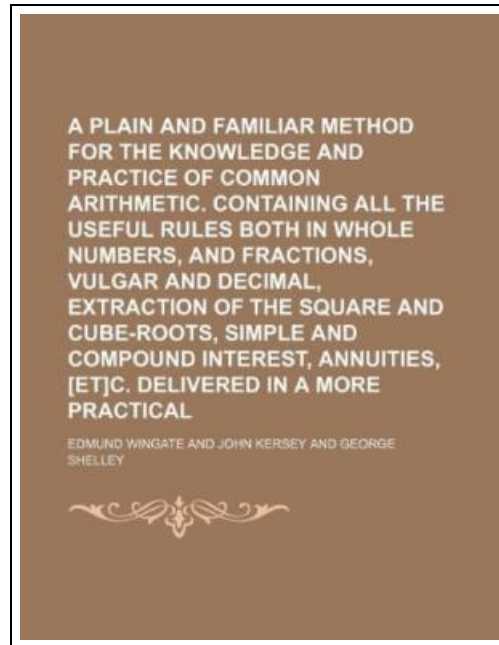 A PLAIN AND FAMILIAR METHOD
FOR THE KNOWLEDGE AND
PRACTICE OF COMMON
ARITHMETIC. CONTAINING ALL THE
USEFUL RULES BOTH IN WHOLE
NUMBERS, AND FRACTIONS,
VULGAR AND DECIMAL,
EXTRACTION OF THE SQUARE AND
CUBE-ROOTS, SIMPLE AND
COMPOUND INTEREST, ANNUITIES,
[ET]C. DELIVERED IN A MORE
PRACTICAL
EDMUND WINGATE AND JOHN KERSEY AND GEORGE
SHELLEY